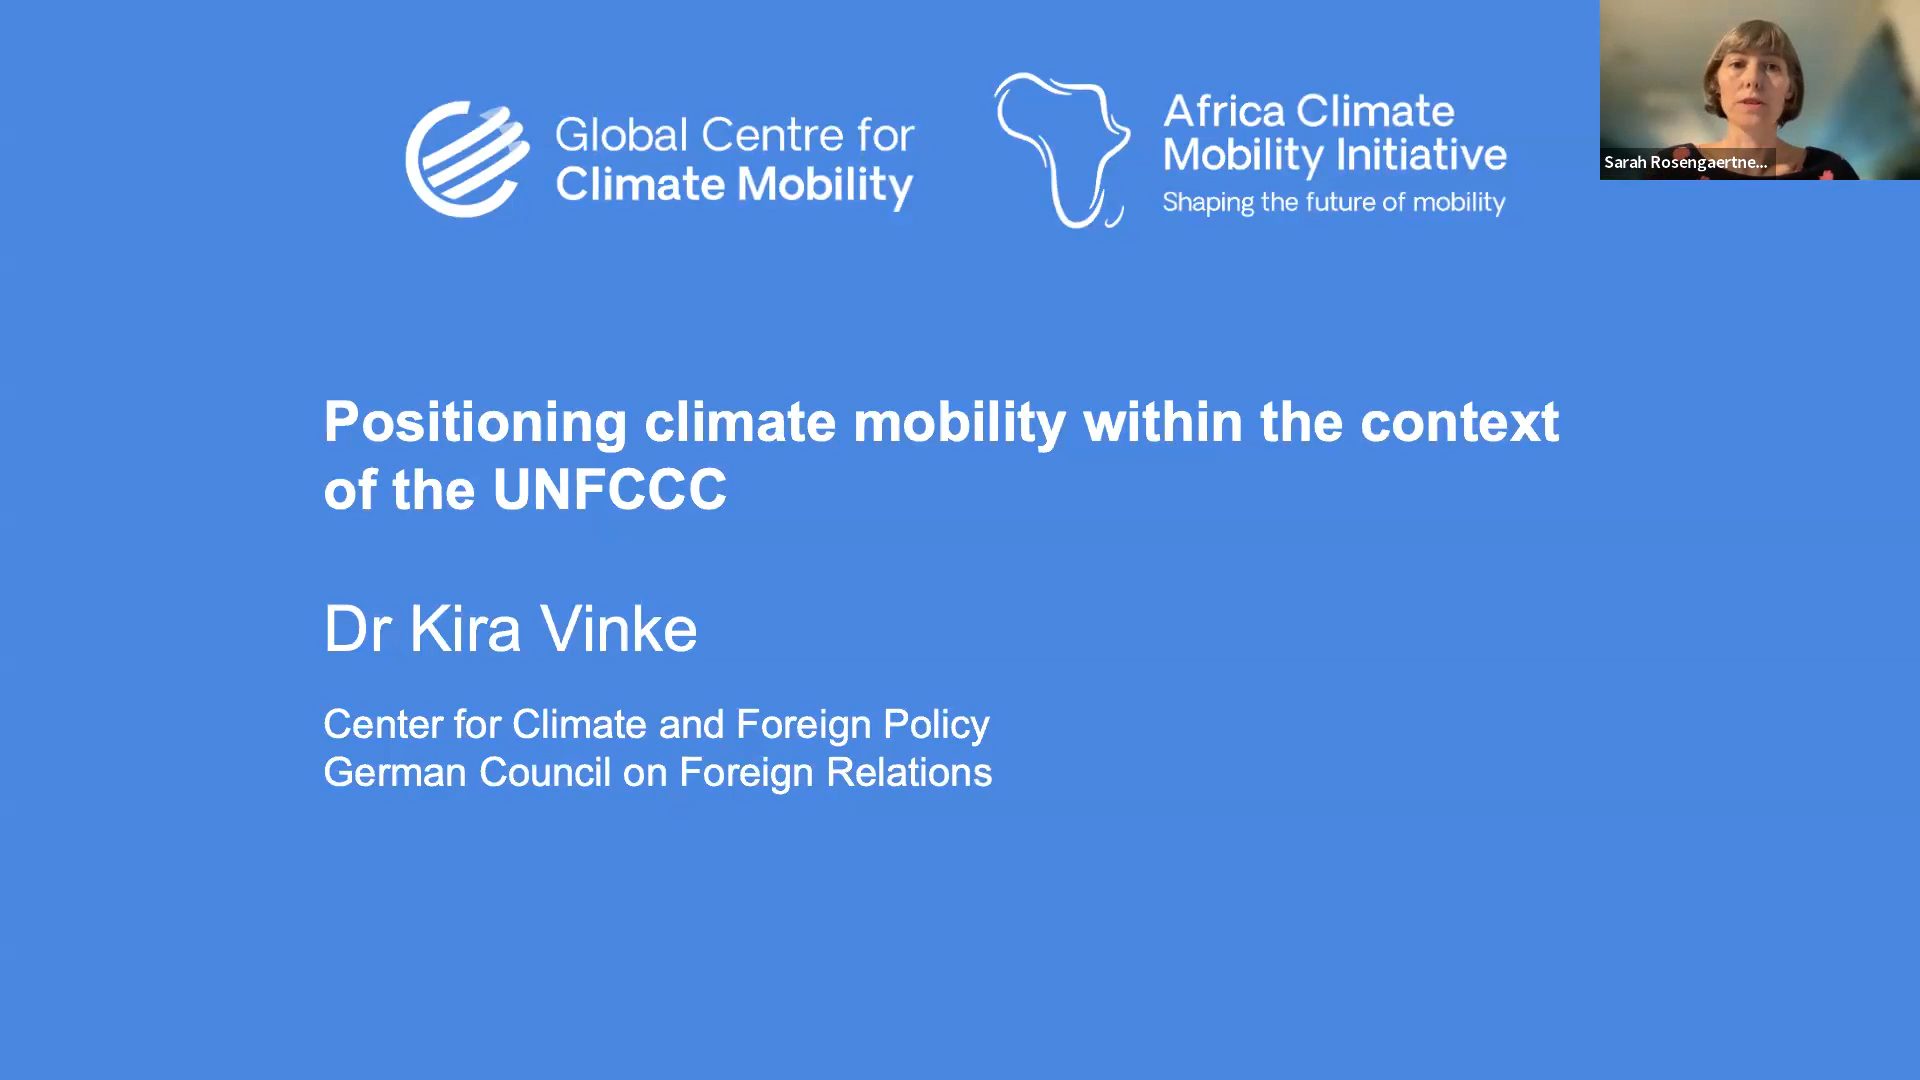 Global Centre for
Climate Mobility
Africa Climate
Mobility Initiative
Shaping the future of mobility
Sarah Rosengaertne...
Positioning climate mobility within the context
of the UNFCCC
Dr Kira Vinke
Center for Climate and Foreign Policy
German Council on Foreign Relations